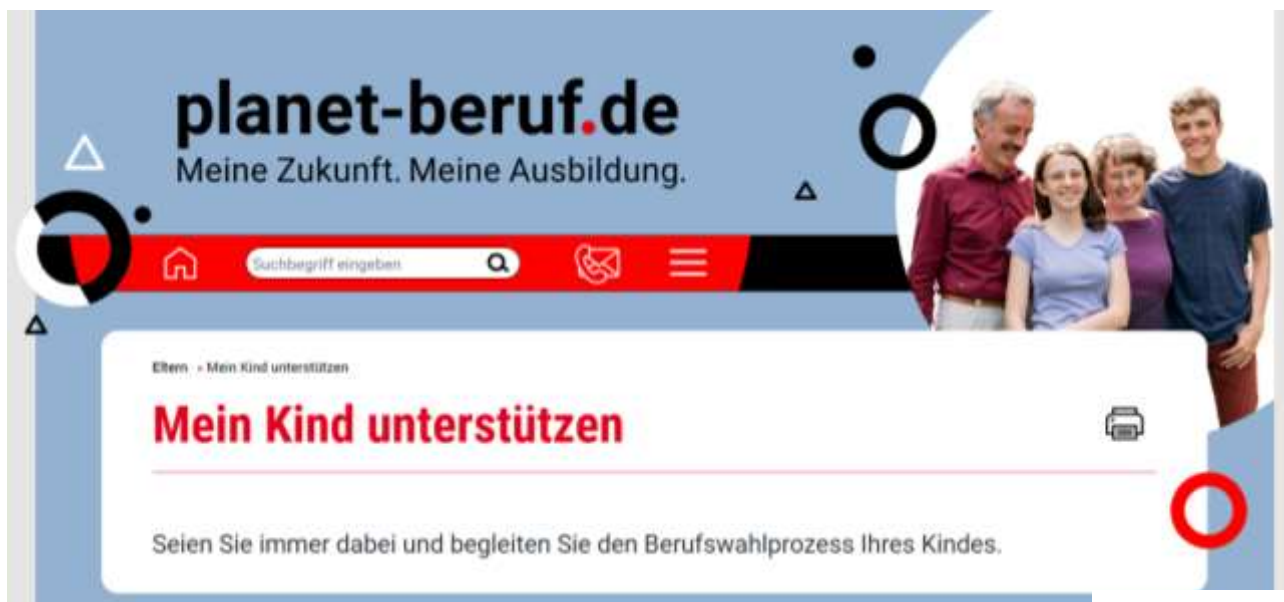 planet-beruf.de
Meine Zukunft. Meine Ausbildung.
Suchbegriff eingeben
Eltern » Mein Kind unterstützen
Mein Kind unterstützen
Seien Sie immer dabei und begleiten Sie den Berufswahlprozess Ihres Kindes.